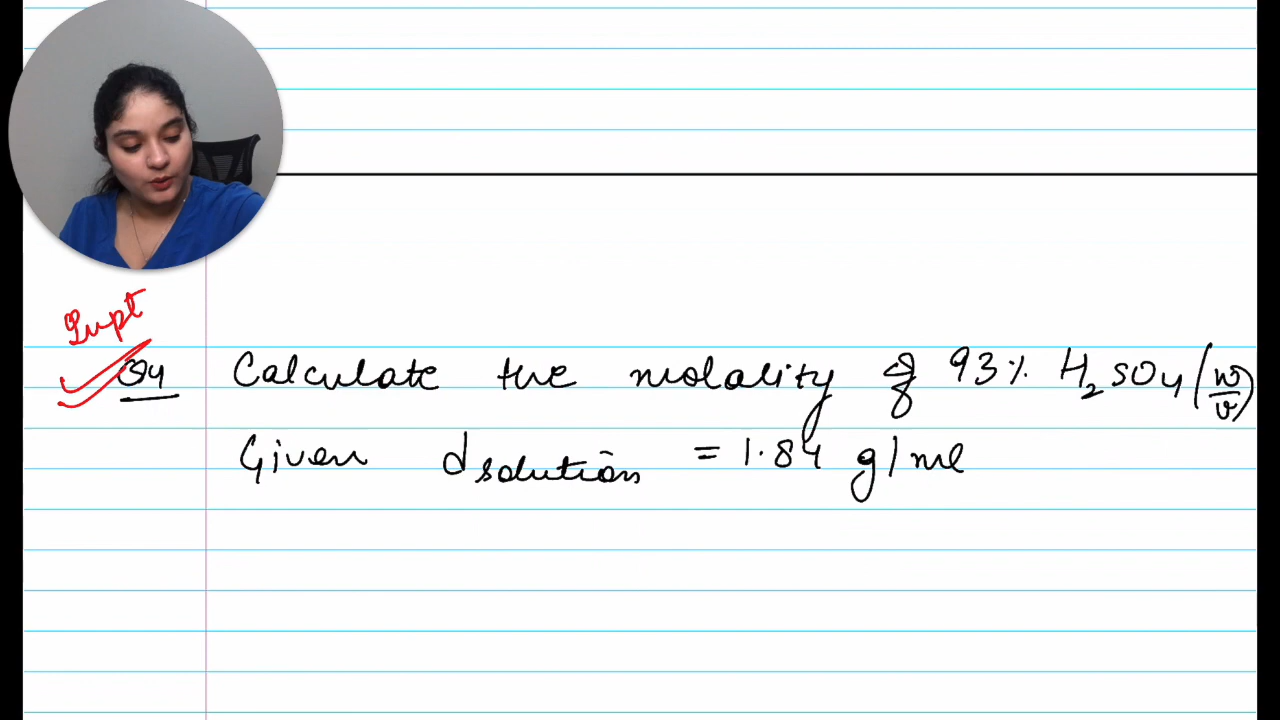 Impt
Q4 Calculate the molality of 93% H₂SO₄ (w/v)
Given d solution = 1.84 g/ml